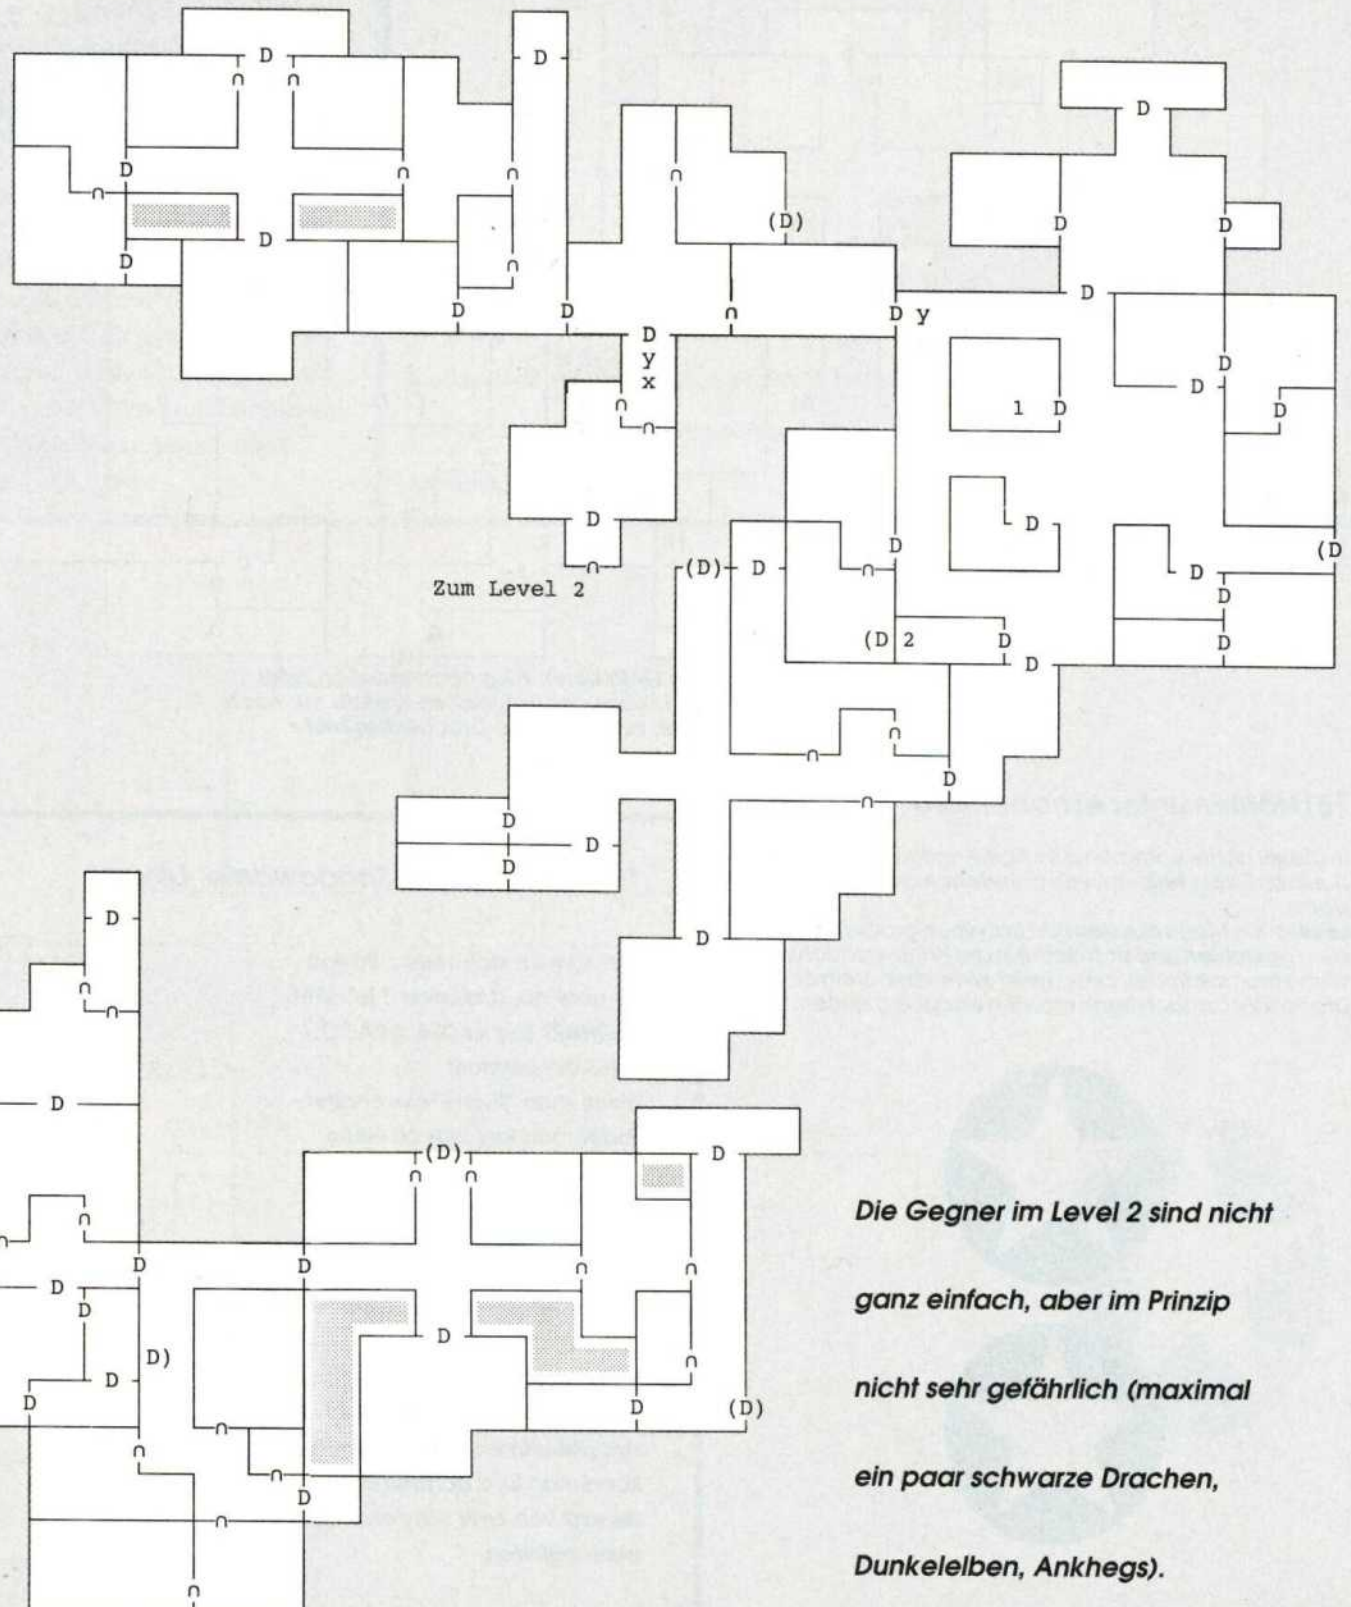 D
D
D
D
D
D
D
(D)
D
D
D
D
D
D
D
D
D y
D
y
x
D
D
1 D
D
D
D
(D
(D)
D
D
Zum Level 2
D
(D 2
D
D
D
D
D
D
D
D
D
D
D
(D)
D
D
D
D
D
D
D)
D
D
D
(D)
D
Die Gegner im Level 2 sind nicht
ganz einfach, aber im Prinzip
nicht sehr gefährlich (maximal
ein paar schwarze Drachen,
Dunkelelben, Ankhegs).